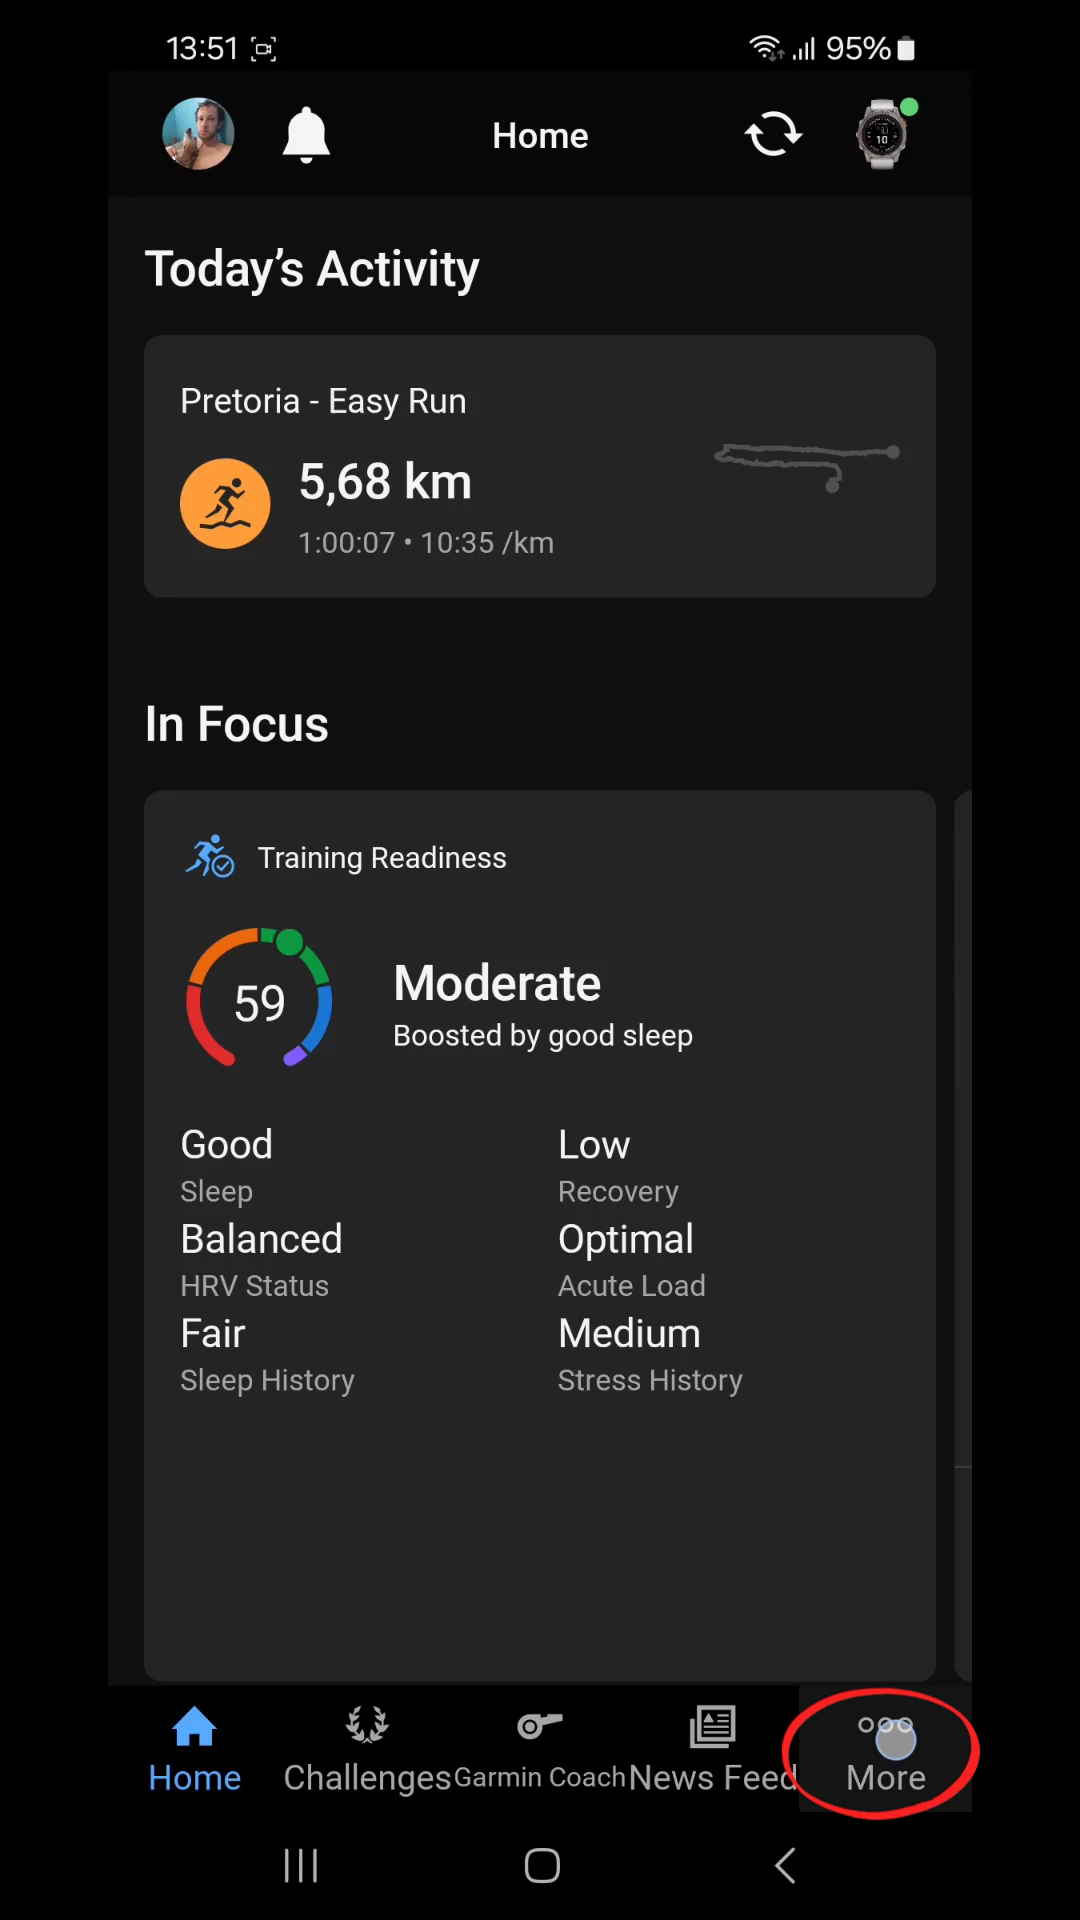 13:51
95%
Home
Today’s Activity
Pretoria - Easy Run
5,68 km
1:00:07 • 10:35 /km
In Focus
Training Readiness
59
Moderate
Boosted by good sleep
Good
Low
Sleep
Recovery
Balanced
Optimal
HRV Status
Acute Load
Fair
Medium
Sleep History
Stress History
Home
Challenges
Garmin Coach
News Feed
More